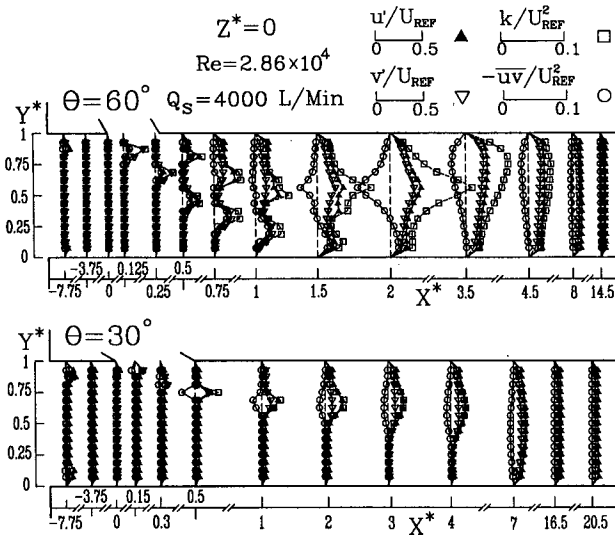 Z*=0
Re=2.86×10⁴
Q_S=4000 L/Min
u'/U_REF ▲
0 0.5
k/U²_REF □
0 0.1
v'/U_REF ▽
0 0.5
-u̅v̅/U²_REF ○
0 0.1
Y* Θ=60°
1
0.75
0.5
0.25
0
-3.75 0.125 0.5
-7.75 0 0.25 0.75 1 1.5 2 X* 3.5 4.5 8 14.5
Y* Θ=30°
1
0.75
0.5
0.25
0
-3.75 0.15 0.5
-7.75 0 0.3 1 2 3 X* 4 7 16.5 20.5